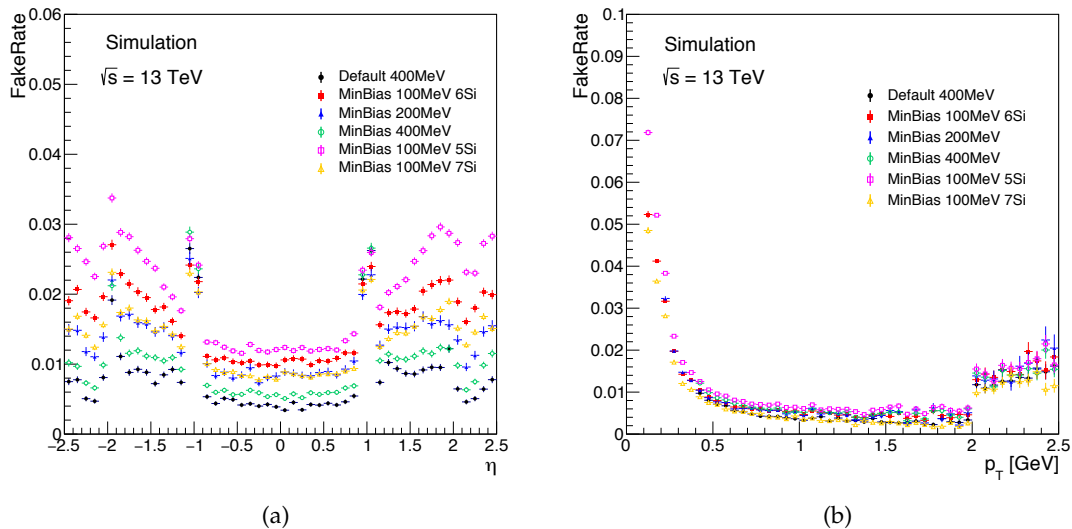 FakeRate
0.06
0.05
0.04
0.03
0.02
0.01
0
Simulation
√s = 13 TeV
Default 400MeV
MinBias 100MeV 6Si
MinBias 200MeV
MinBias 400MeV
MinBias 100MeV 5Si
MinBias 100MeV 7Si
−2.5 −2 −1.5 −1 −0.5 0 0.5 1 1.5 2 2.5
η
(a)
FakeRate
0.1
0.09
0.08
0.07
0.06
0.05
0.04
0.03
0.02
0.01
0
Simulation
√s = 13 TeV
Default 400MeV
MinBias 100MeV 6Si
MinBias 200MeV
MinBias 400MeV
MinBias 100MeV 5Si
MinBias 100MeV 7Si
0 0.5 1 1.5 2 2.5
p_T [GeV]
(b)